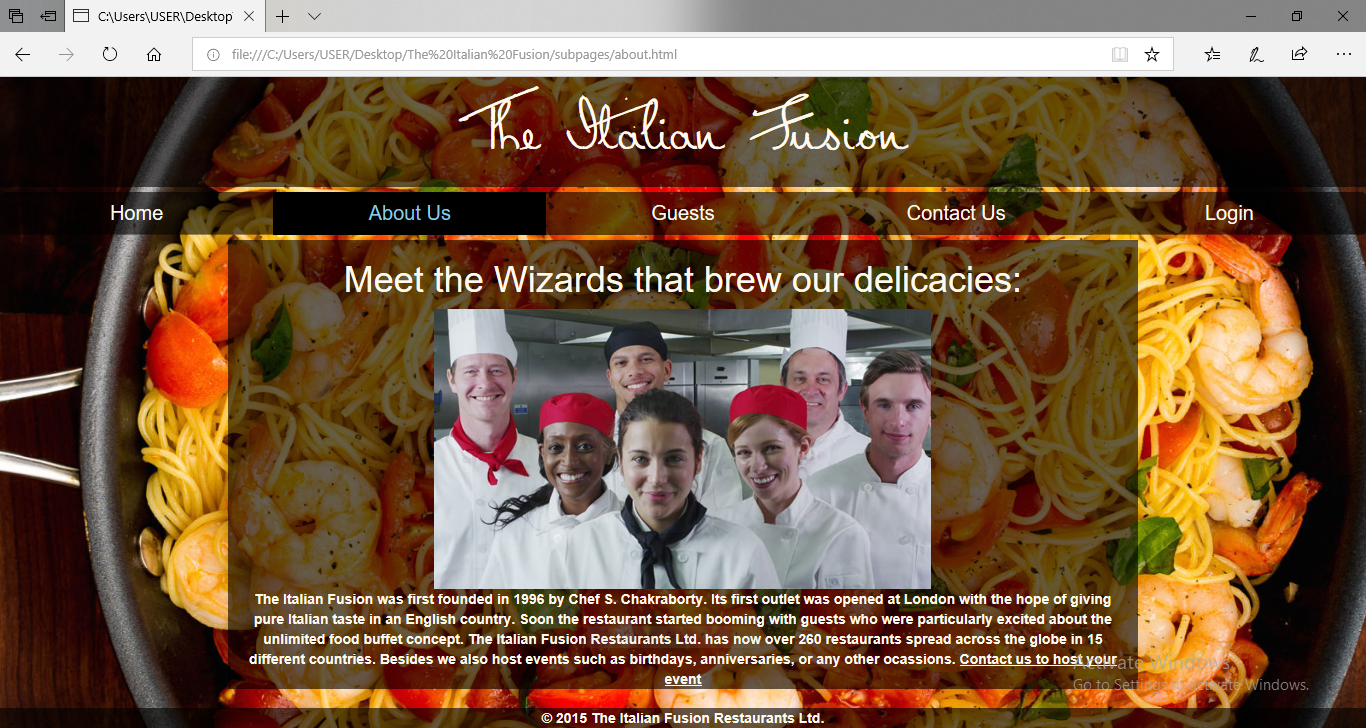 C:\Users\USER\Desktop'
file:///C:/Users/USER/Desktop/The%20Italian%20Fusion/subpages/about.html
The Italian Fusion
Home About Us Guests Contact Us Login
Meet the Wizards that brew our delicacies:
The Italian Fusion was first founded in 1996 by Chef S. Chakraborty. Its first outlet was opened at London with the hope of giving
pure Italian taste in an English country. Soon the restaurant started booming with guests who were particularly excited about the
unlimited food buffet concept. The Italian Fusion Restaurants Ltd. has now over 260 restaurants spread across the globe in 15
different countries. Besides we also host events such as birthdays, anniversaries, or any other ocassions. Contact us to host your
event
Activate Windows
Go to Settings to activate Windows.
© 2015 The Italian Fusion Restaurants Ltd.